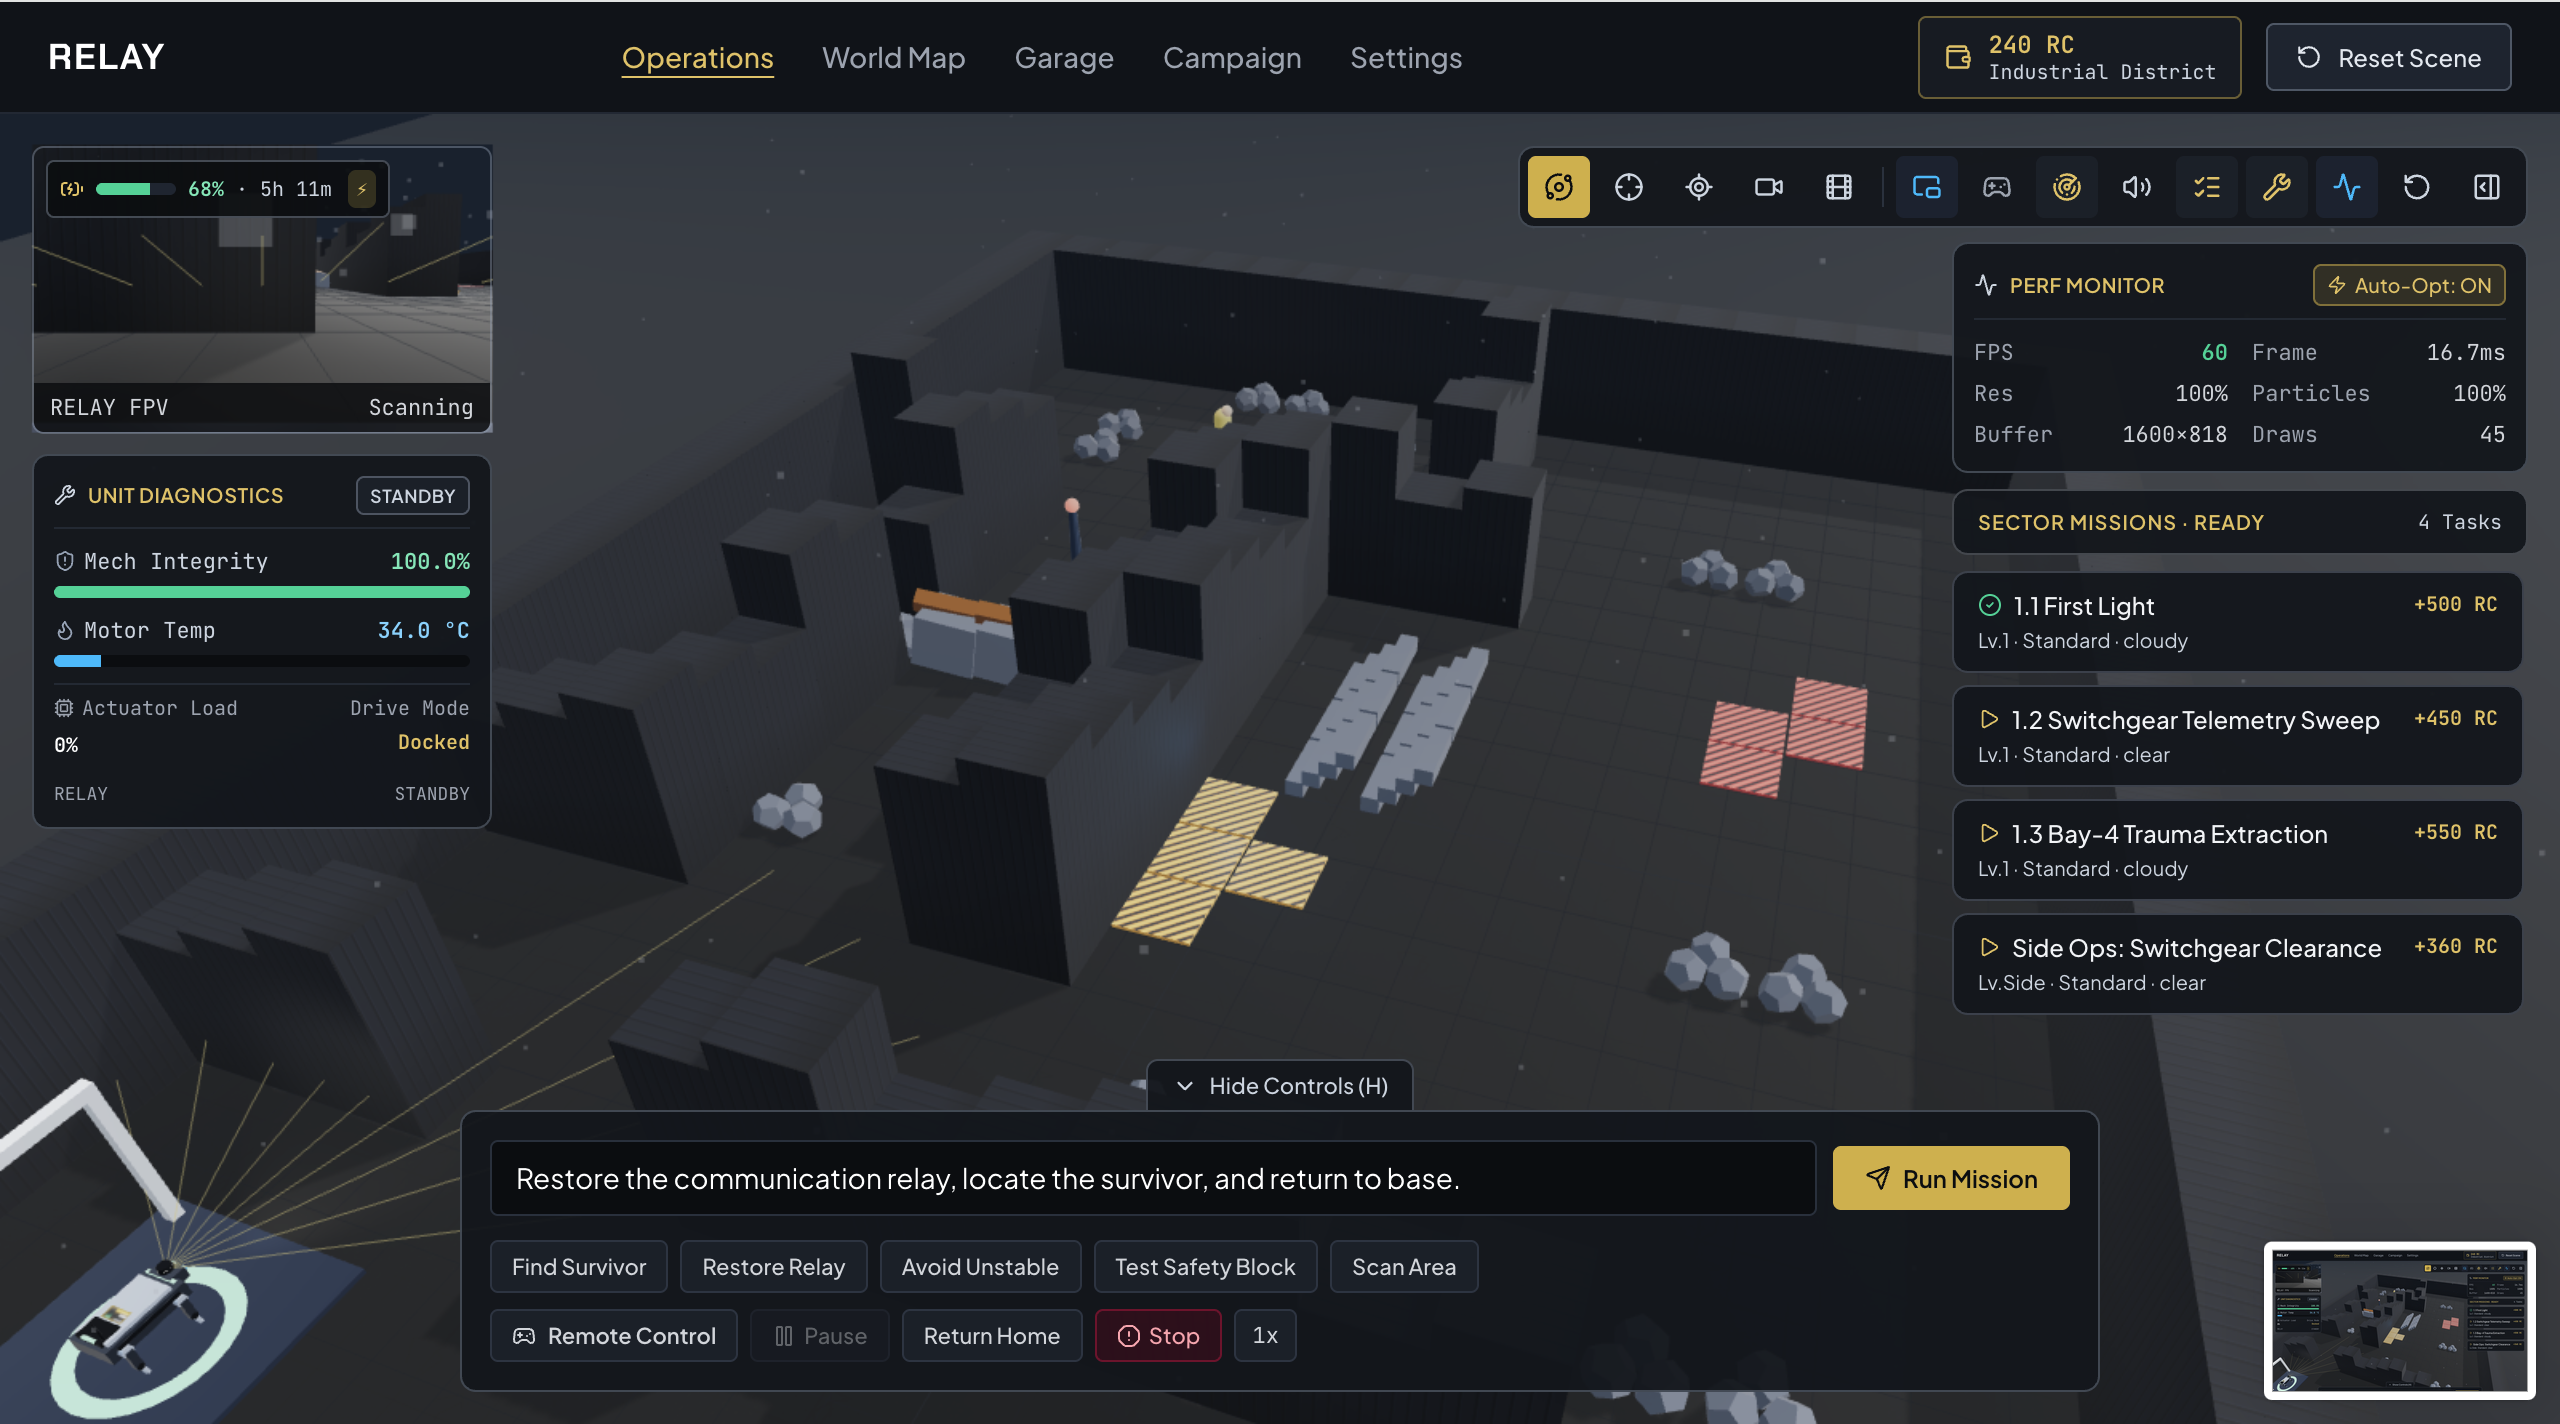 RELAY
Operations
World Map
Garage
Campaign
Settings
240 RC
Industrial District
Reset Scene
68% · 5h 11m
RELAY FPV
Scanning
UNIT DIAGNOSTICS
STANDBY
Mech Integrity
100.0%
Motor Temp
34.0 °C
Actuator Load
Drive Mode
0%
Docked
RELAY
STANDBY
PERF MONITOR
Auto-Opt: ON
FPS
60
Frame
16.7ms
Res
100%
Particles
100%
Buffer
1600×818
Draws
45
SECTOR MISSIONS · READY
4 Tasks
1.1 First Light
+500 RC
Lv.1 · Standard · cloudy
1.2 Switchgear Telemetry Sweep
+450 RC
Lv.1 · Standard · clear
1.3 Bay-4 Trauma Extraction
+550 RC
Lv.1 · Standard · cloudy
Side Ops: Switchgear Clearance
+360 RC
Lv.Side · Standard · clear
Hide Controls (H)
Restore the communication relay, locate the survivor, and return to base.
Run Mission
Find Survivor
Restore Relay
Avoid Unstable
Test Safety Block
Scan Area
Remote Control
Pause
Return Home
Stop
1x